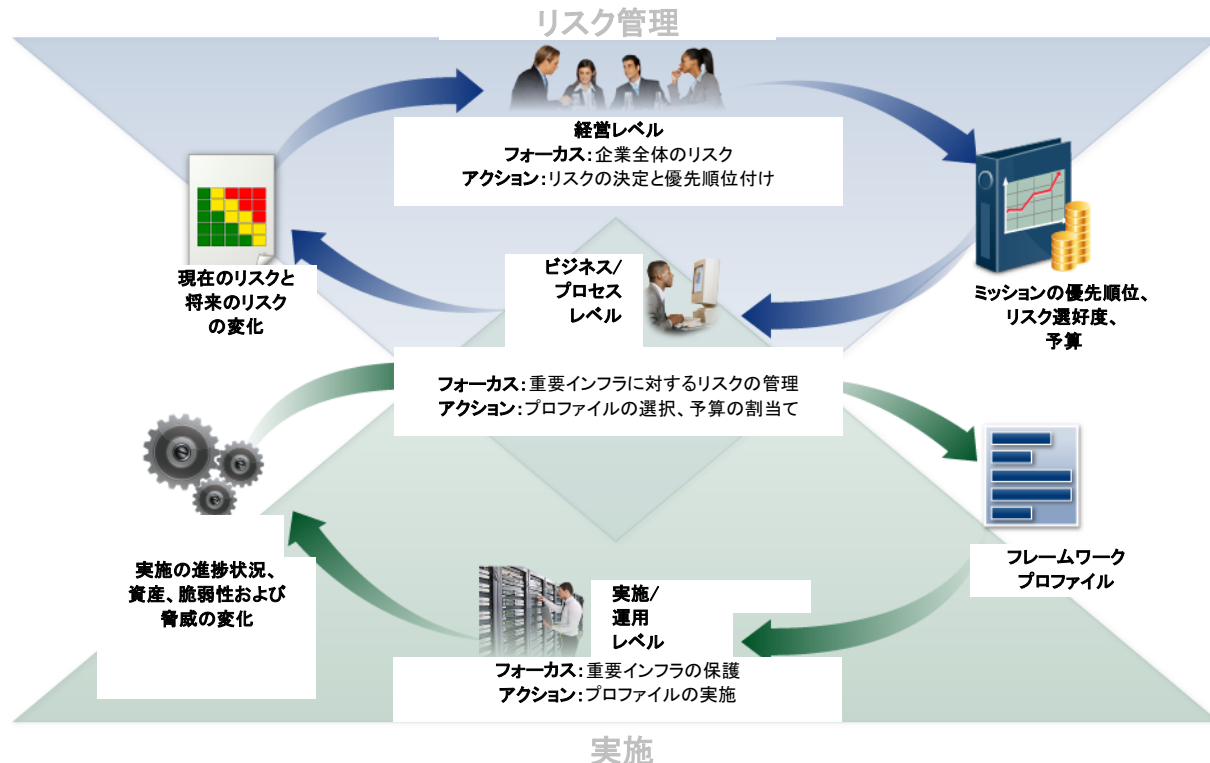 リスク管理
経営レベル
フォーカス：企業全体のリスク
アクション：リスクの決定と優先順位付け
現在のリスクと
将来のリスク
の変化
ビジネス/
プロセス
レベル
ミッションの優先順位、
リスク選好度、
予算
フォーカス：重要インフラに対するリスクの管理
アクション：プロファイルの選択、予算の割当て
実施の進捗状況、
資産、脆弱性および
脅威の変化
フレームワーク
プロファイル
実施/
運用
レベル
フォーカス：重要インフラの保護
アクション：プロファイルの実施
実施